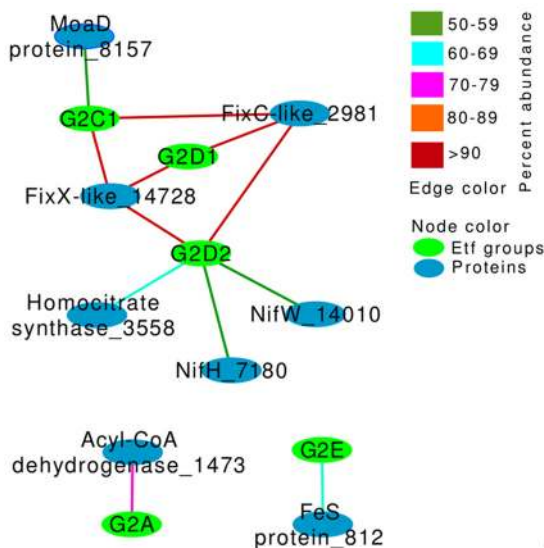 MoaD
protein_8157
G2C1
FixC-like_2981
G2D1
FixX-like_14728
G2D2
Homocitrate
synthase_3558
NifW_14010
NifH_7180
Acyl-CoA
dehydrogenase_1473
G2A
G2E
FeS
protein_812
50-59
60-69
70-79
80-89
>90
Percent abundance
Edge color
Node color
Etf groups
Proteins